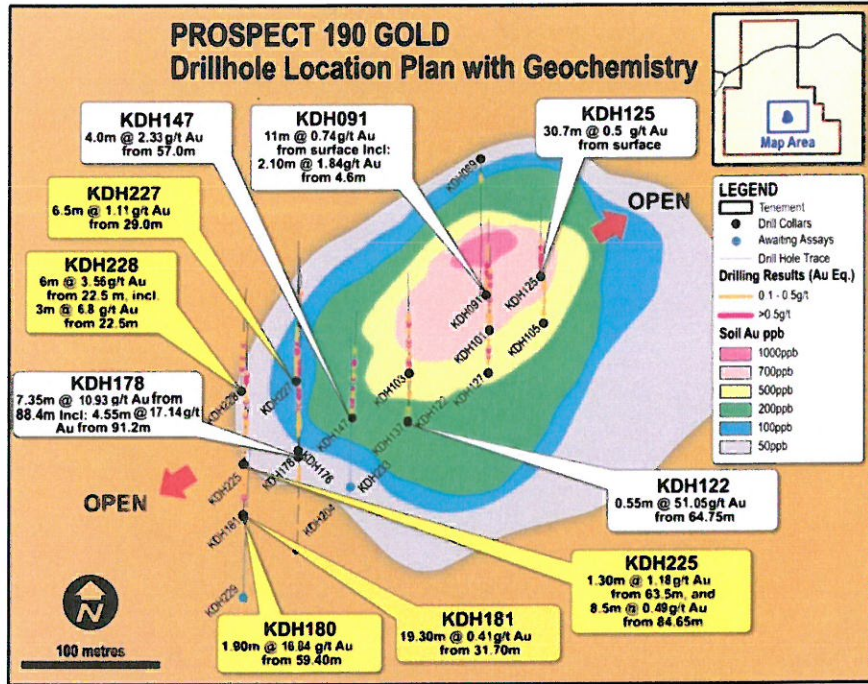 PROSPECT 190 GOLD
Drillhole Location Plan with Geochemistry
Map Area
KDH147
4.0m @ 2.33g/t Au
from 57.0m
KDH091
11m @ 0.74g/t Au
from surface Incl:
2.10m @ 1.84g/t Au
from 4.6m
KDH125
30.7m @ 0.5 g/t Au
from surface
KDH227
6.5m @ 1.11 g/t Au
from 29.0m
KDH228
6m @ 3.56g/t Au
from 22.5 m, incl.
3m @ 6.8 g/t Au
from 22.5m
KDH178
7.35m @ 10.93 g/t Au from
88.4m Incl: 4.55m @ 17.14g/t
Au from 91.2m
OPEN
OPEN
LEGEND
Tenement
Drill Collars
Awaiting Assays
Drill Hole Trace
Drilling Results (Au Eq.)
0.1 - 0.5g/t
>0.5g/t
Soil Au ppb
1000ppb
700ppb
500ppb
200ppb
100ppb
50ppb
KDH069
KDH125
KDH091
KDH101
KDH105
KDH103
KDH127
KDH122
KDH137
KDH147
KDH227
KDH228
KDH178
KDH176
KDH233
KDH225
KDH204
KDH181
KDH229
KDH122
0.55m @ 51.05g/t Au
from 64.75m
KDH225
1.30m @ 1.18g/t Au
from 63.5m, and
8.5m @ 0.49g/t Au
from 84.65m
KDH181
19.30m @ 0.41g/t Au
from 31.70m
KDH180
1.90m @ 16.84 g/t Au
from 59.40m
N
100 metres